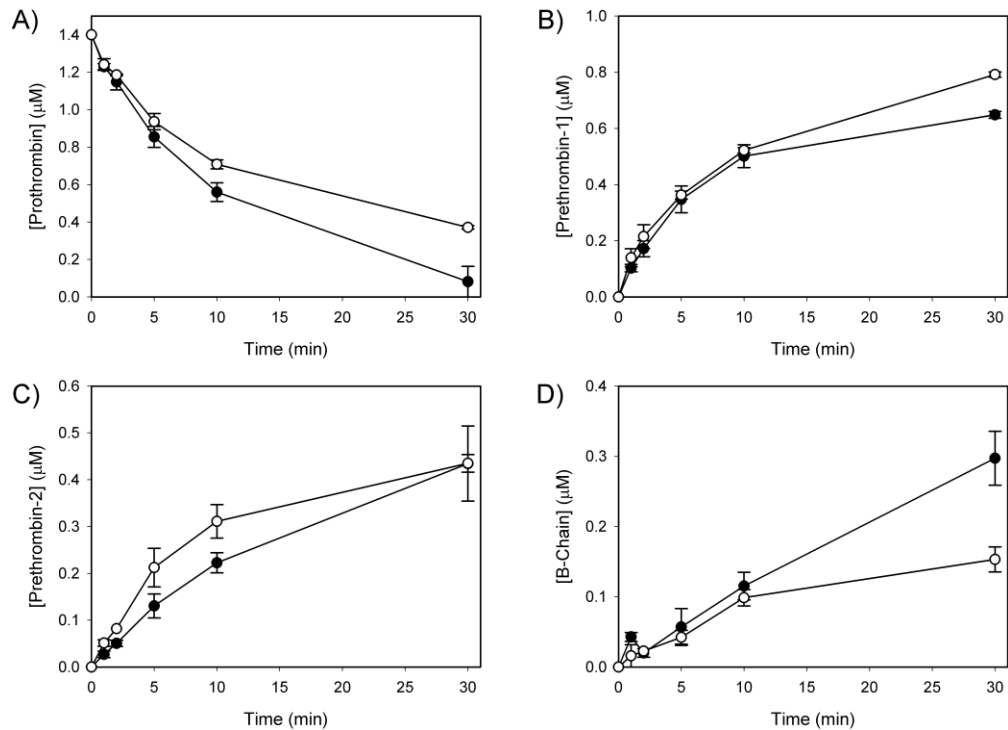 A)
[Prothrombin] (µM)
1.4
1.2
1.0
0.8
0.6
0.4
0.2
0.0
0 5 10 15 20 25 30
Time (min)
B)
[Prethrombin-1] (µM)
1.0
0.8
0.6
0.4
0.2
0.0
0 5 10 15 20 25 30
Time (min)
C)
[Prethrombin-2] (µM)
0.6
0.5
0.4
0.3
0.2
0.1
0.0
0 5 10 15 20 25 30
Time (min)
D)
[B-Chain] (µM)
0.4
0.3
0.2
0.1
0.0
0 5 10 15 20 25 30
Time (min)